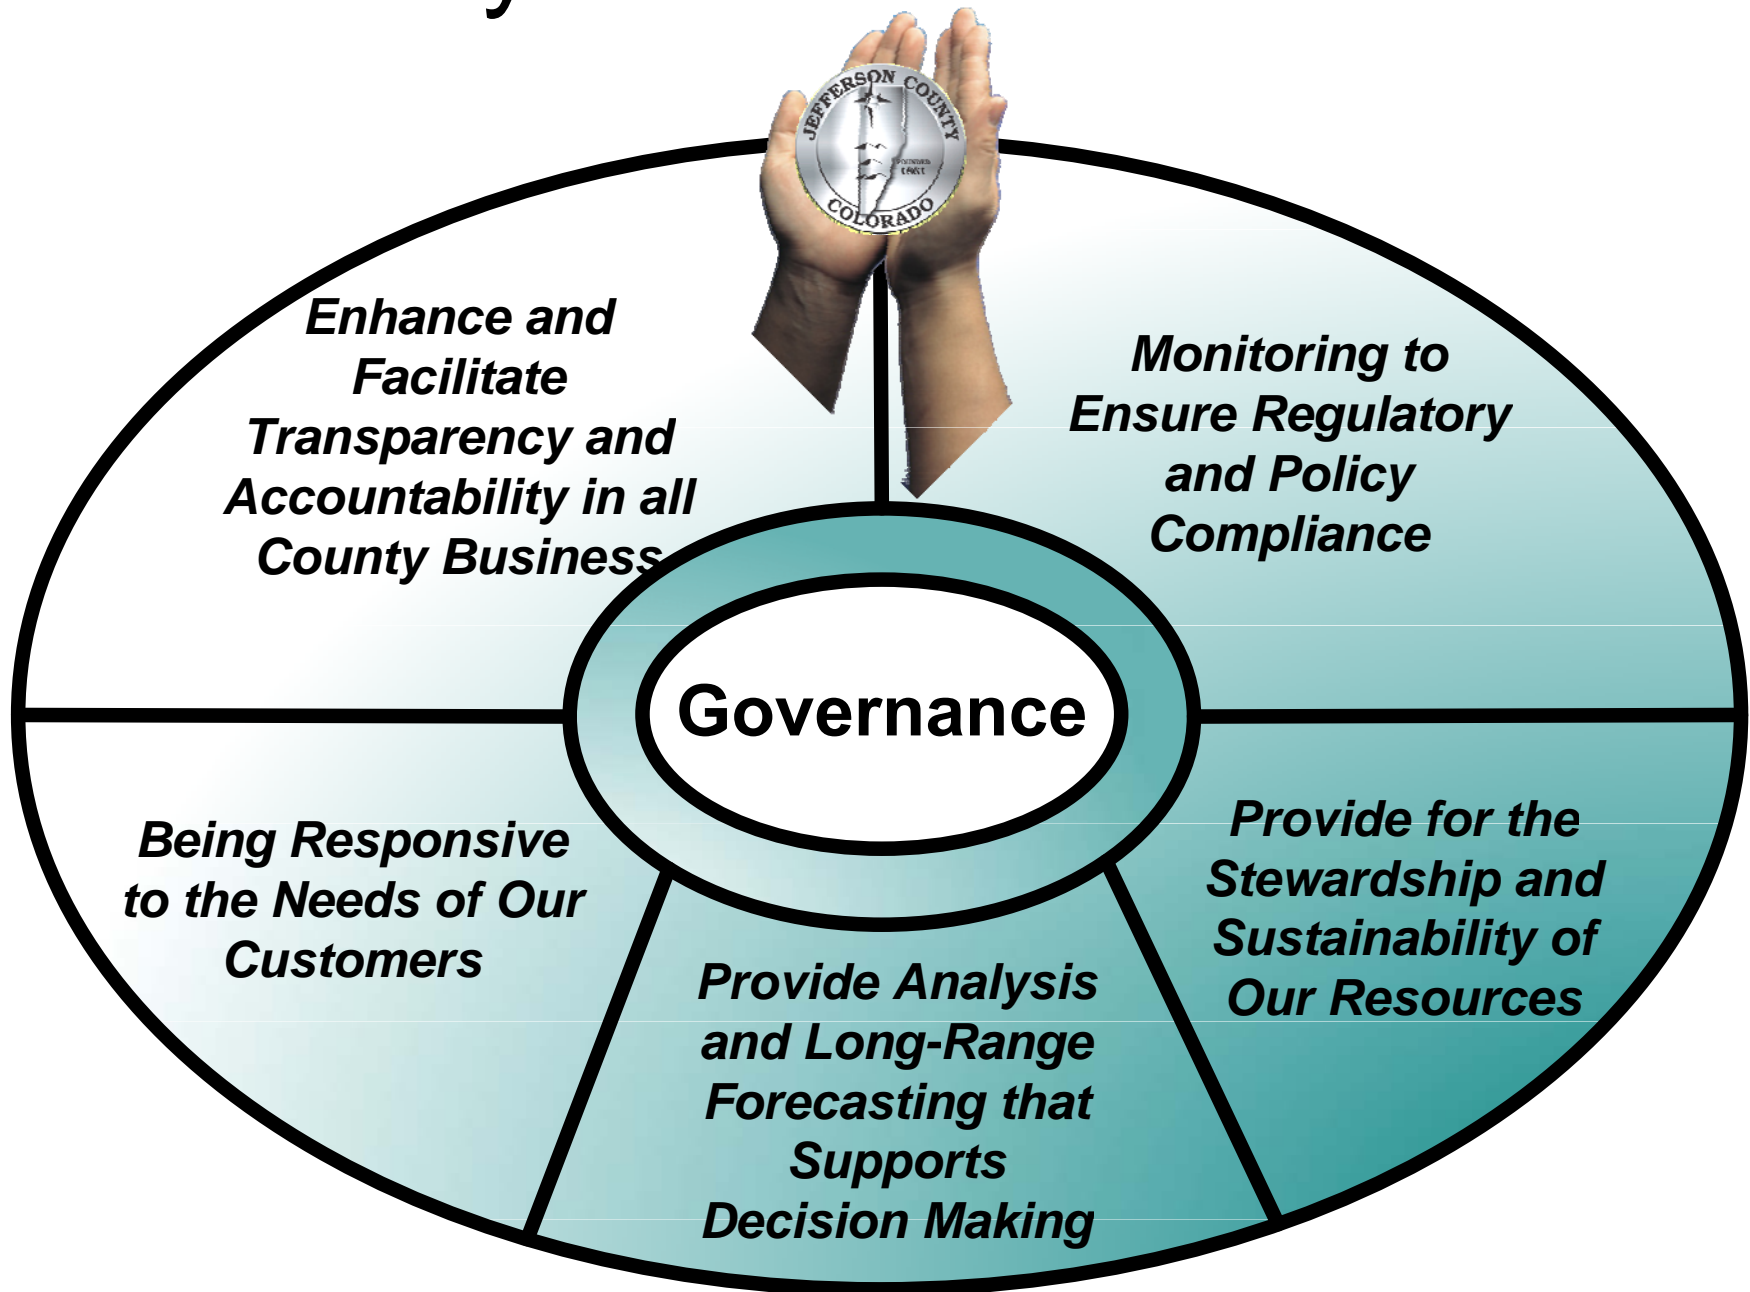 JEFFERSON COUNTY
COLORADO
1861
Enhance and
Facilitate
Transparency and
Accountability in all
County Business
Monitoring to
Ensure Regulatory
and Policy
Compliance
Governance
Being Responsive
to the Needs of Our
Customers
Provide Analysis
and Long-Range
Forecasting that
Supports
Decision Making
Provide for the
Stewardship and
Sustainability of
Our Resources